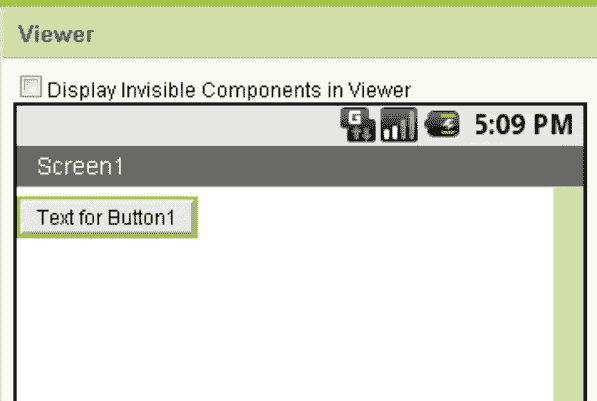 Viewer
Display Invisible Components in Viewer
G 5:09 PM
Screen1
Text for Button1